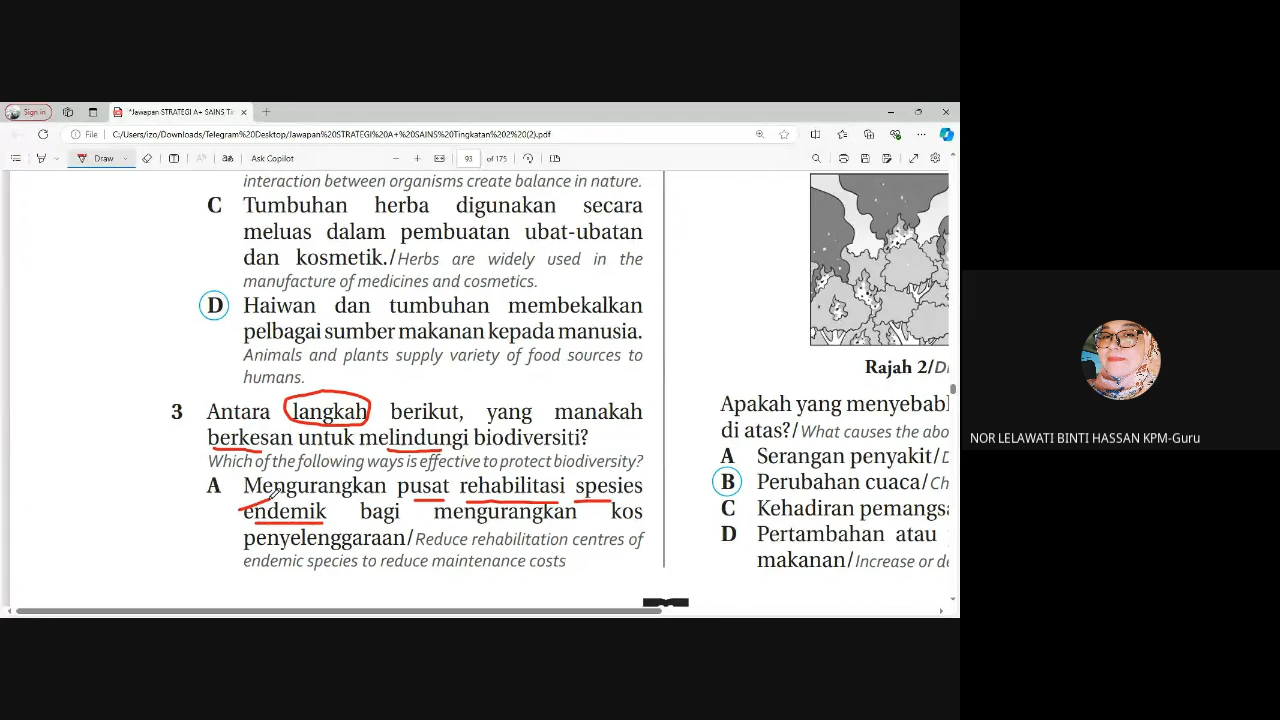 Sign in
*Jawapan STRATEGI A+ SAINS Tin
File
C:/Users/izo/Downloads/Telegram%20Desktop/Jawapan%20STRATEGI%20A+%20SAINS%20Tingkatan%202%20(2).pdf
Draw
aあ
Ask Copilot
93 of 175
interaction between organisms create balance in nature.
C Tumbuhan herba digunakan secara
meluas dalam pembuatan ubat-ubatan
dan kosmetik./Herbs are widely used in the
manufacture of medicines and cosmetics.
D Haiwan dan tumbuhan membekalkan
pelbagai sumber makanan kepada manusia.
Animals and plants supply variety of food sources to
humans.
3 Antara langkah berikut, yang manakah
berkesan untuk melindungi biodiversiti?
Which of the following ways is effective to protect biodiversity?
A Mengurangkan pusat rehabilitasi spesies
endemik bagi mengurangkan kos
penyelenggaraan/Reduce rehabilitation centres of
endemic species to reduce maintenance costs
Rajah 2/D
Apakah yang menyebabl
di atas?/What causes the abo
A Serangan penyakit/D
B Perubahan cuaca/Ch
C Kehadiran pemangsa
D Pertambahan atau
makanan/Increase or de
NOR LELAWATI BINTI HASSAN KPM-Guru